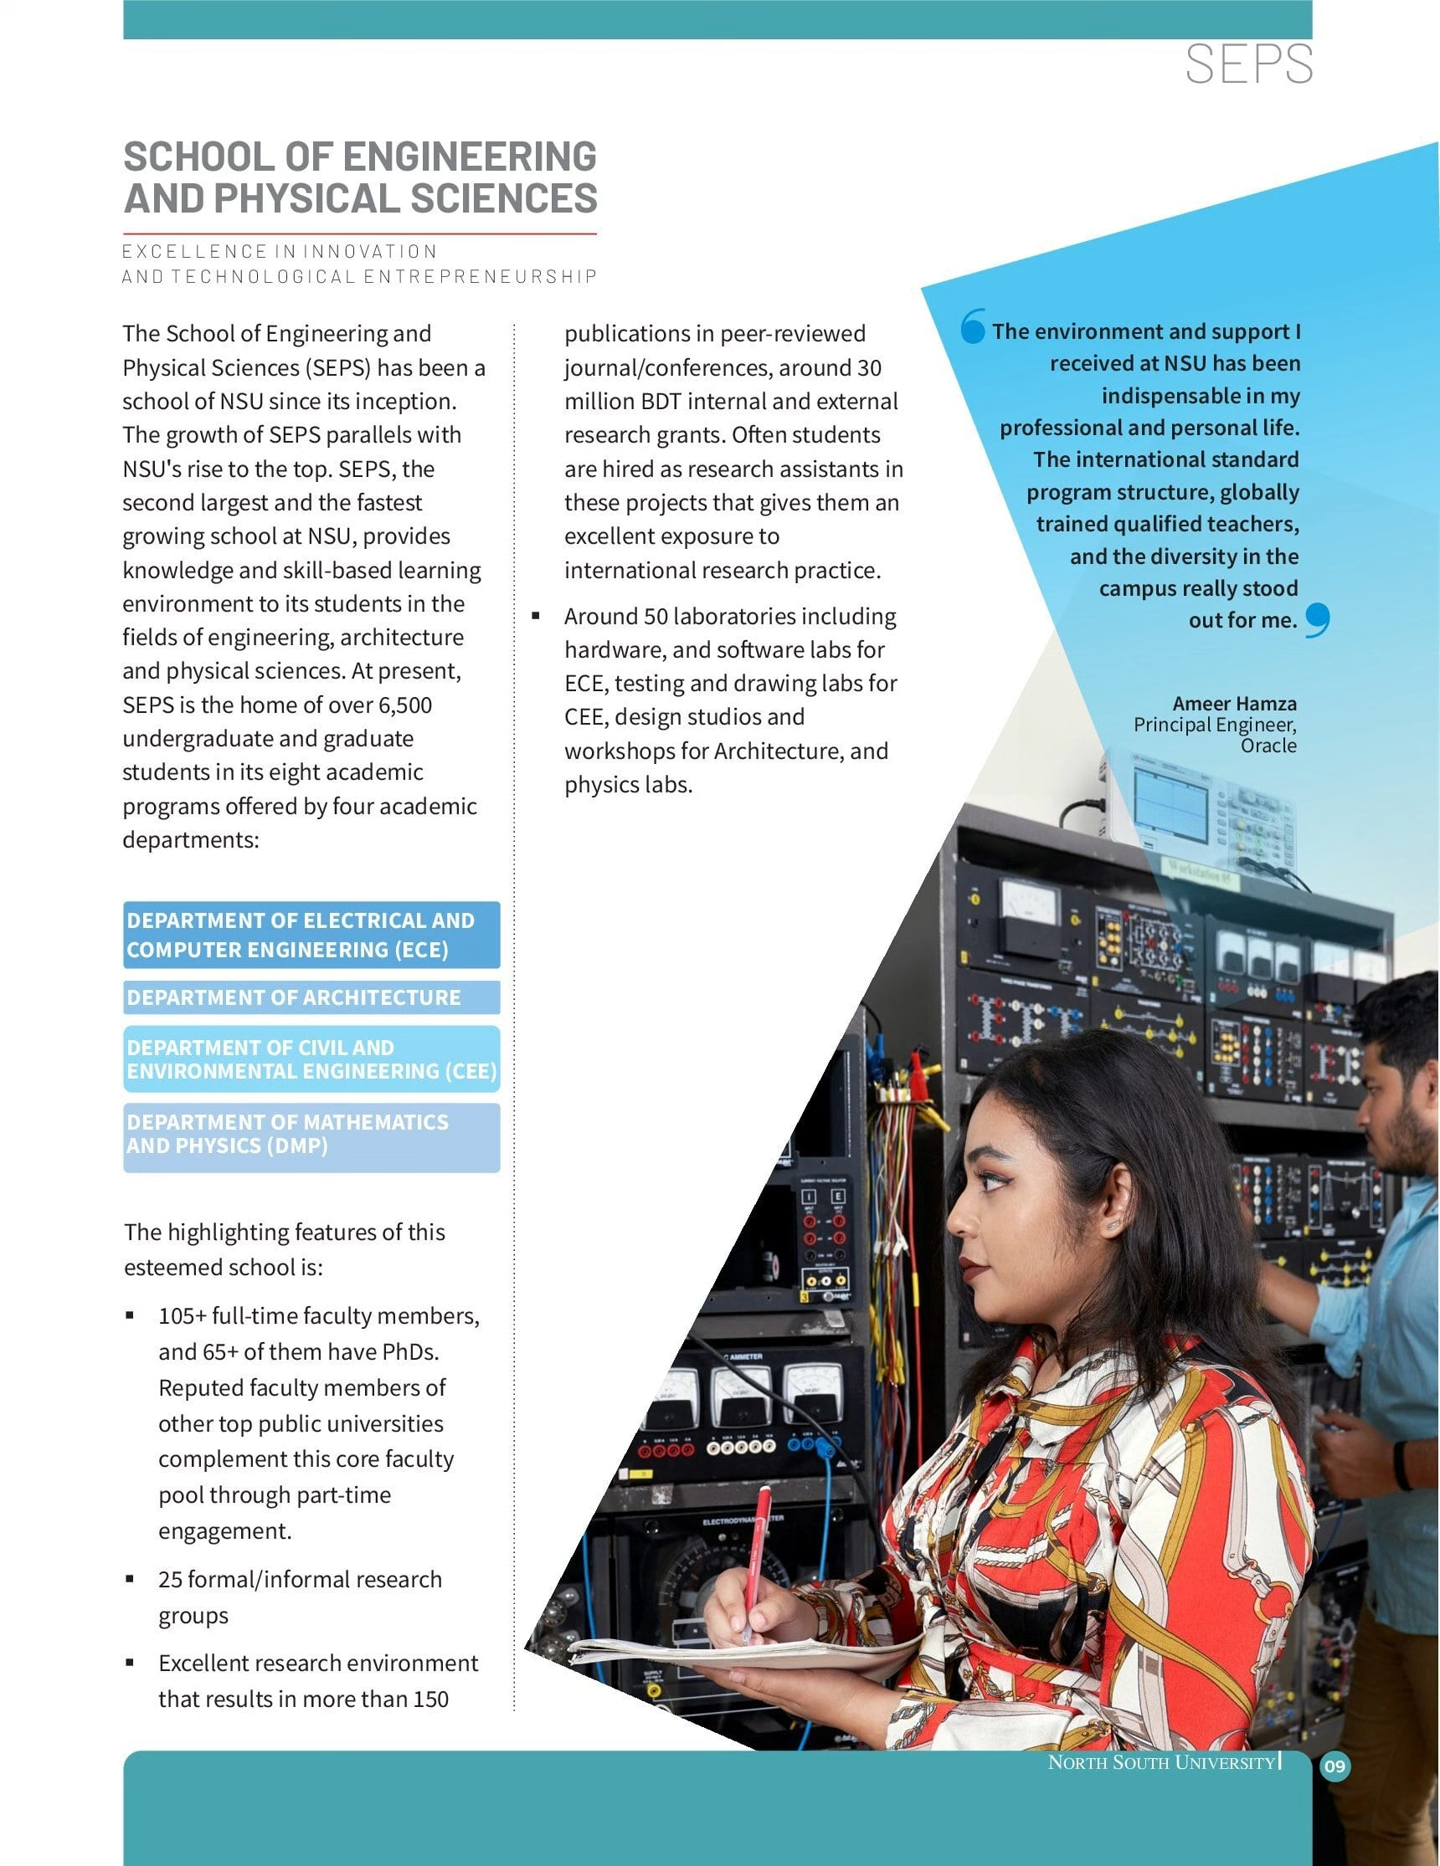 SEPS
SCHOOL OF ENGINEERING
AND PHYSICAL SCIENCES
EXCELLENCE IN INNOVATION
AND TECHNOLOGICAL ENTREPRENEURSHIP
The School of Engineering and
Physical Sciences (SEPS) has been a
school of NSU since its inception.
The growth of SEPS parallels with
NSU's rise to the top. SEPS, the
second largest and the fastest
growing school at NSU, provides
knowledge and skill-based learning
environment to its students in the
fields of engineering, architecture
and physical sciences. At present,
SEPS is the home of over 6,500
undergraduate and graduate
students in its eight academic
programs offered by four academic
departments:
DEPARTMENT OF ELECTRICAL AND
COMPUTER ENGINEERING (ECE)
DEPARTMENT OF ARCHITECTURE
DEPARTMENT OF CIVIL AND
ENVIRONMENTAL ENGINEERING (CEE)
DEPARTMENT OF MATHEMATICS
AND PHYSICS (DMP)
The highlighting features of this
esteemed school is:
▪ 105+ full-time faculty members,
and 65+ of them have PhDs.
Reputed faculty members of
other top public universities
complement this core faculty
pool through part-time
engagement.
▪ 25 formal/informal research
groups
▪ Excellent research environment
that results in more than 150
publications in peer-reviewed
journal/conferences, around 30
million BDT internal and external
research grants. Often students
are hired as research assistants in
these projects that gives them an
excellent exposure to
international research practice.
▪ Around 50 laboratories including
hardware, and software labs for
ECE, testing and drawing labs for
CEE, design studios and
workshops for Architecture, and
physics labs.
‘The environment and support I
received at NSU has been
indispensable in my
professional and personal life.
The international standard
program structure, globally
trained qualified teachers,
and the diversity in the
campus really stood
out for me.’
Ameer Hamza
Principal Engineer,
Oracle
AMMETER
I E
NORTH SOUTH UNIVERSITY
09